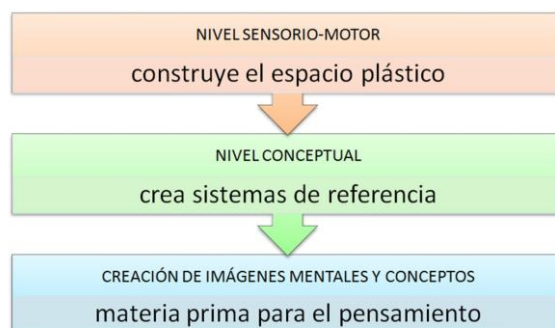 NIVEL SENSORIO-MOTOR
construye el espacio plástico
NIVEL CONCEPTUAL
crea sistemas de referencia
CREACIÓN DE IMÁGENES MENTALES Y CONCEPTOS
materia prima para el pensamiento